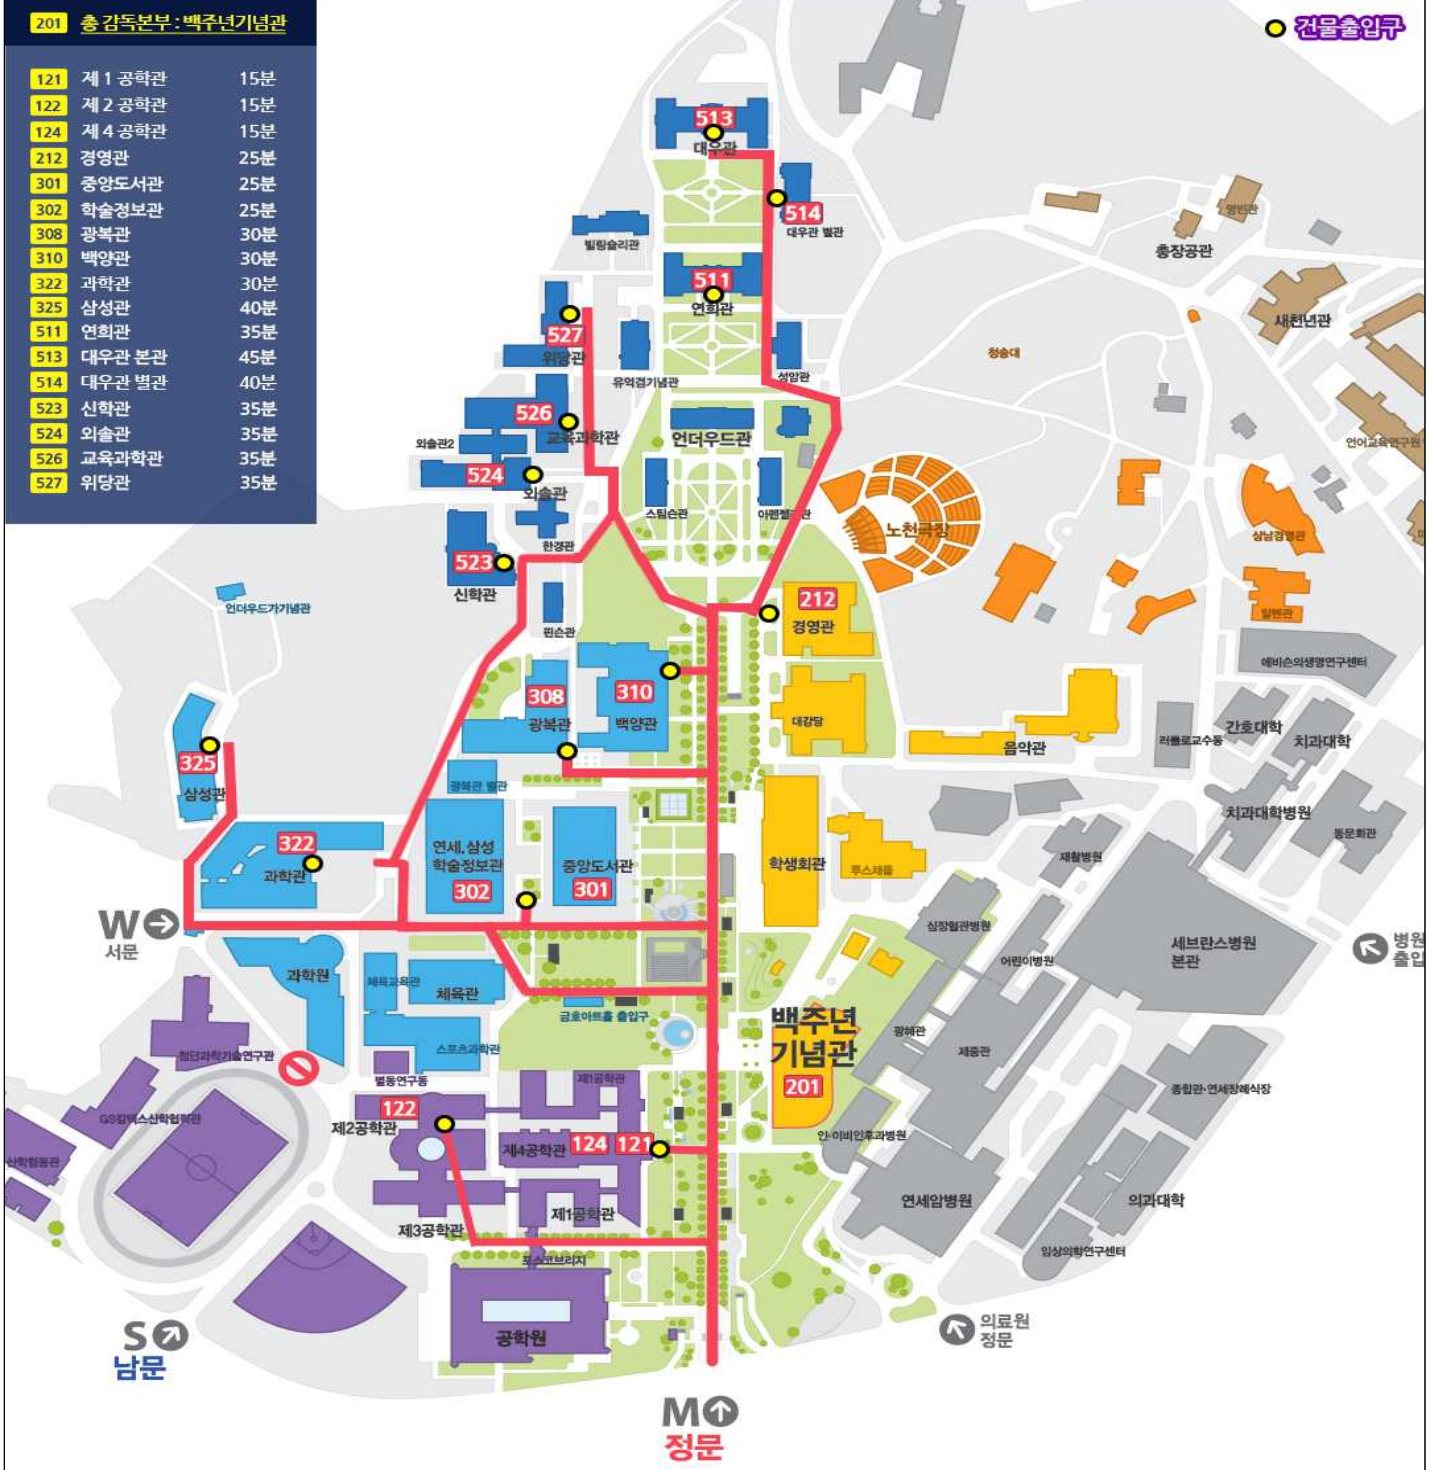 201 총 감독본부 : 백주년기념관
121 제 1 공학관 15분
122 제 2 공학관 15분
124 제 4 공학관 15분
212 경영관 25분
301 중앙도서관 25분
302 학술정보관 25분
308 광복관 30분
310 백양관 30분
322 과학관 30분
325 삼성관 40분
511 연희관 35분
513 대우관 본관 45분
514 대우관 별관 40분
523 신학관 35분
524 외솔관 35분
526 교육과학관 35분
527 위당관 35분
건물출입구
513
대우관
514
대우관 별관
빌링슬리관
영빈관
총장공관
511
연희관
새천년관
527
위당관
유억겸기념관
성암관
청송대
526
교육과학관
언더우드관
외솔관2
언어교육연구원
524
외솔관
스팀슨관
아펜젤러관
노천극장
상남경영관
한경관
523
신학관
언더우드가기념관
핀슨관
212
경영관
알렌관
에비슨의생명연구센터
308
광복관
310
백양관
대강당
음악관
러플로교수동
간호대학
치과대학
325
삼성관
광복관 별관
치과대학병원
동문회관
322
과학관
연세.삼성
학술정보관
302
중앙도서관
301
학생회관
루스채플
재활병원
W
서문
심장혈관병원
어린이병원
세브란스병원
본관
병원
출입
과학원
체육교육관
체육관
금호아트홀 출입구
백주년
기념관
201
광혜관
제중관
첨단과학기술연구관
스포츠과학관
별동연구동
제1공학관
종합관·연세장례식장
GS칼텍스산학협력관
122
제2공학관
제4공학관
124
121
안·이비인후과병원
산학협동관
제3공학관
제1공학관
연세암병원
의과대학
포스코브리지
임상의학연구센터
공학원
S
남문
의료원
정문
M
정문